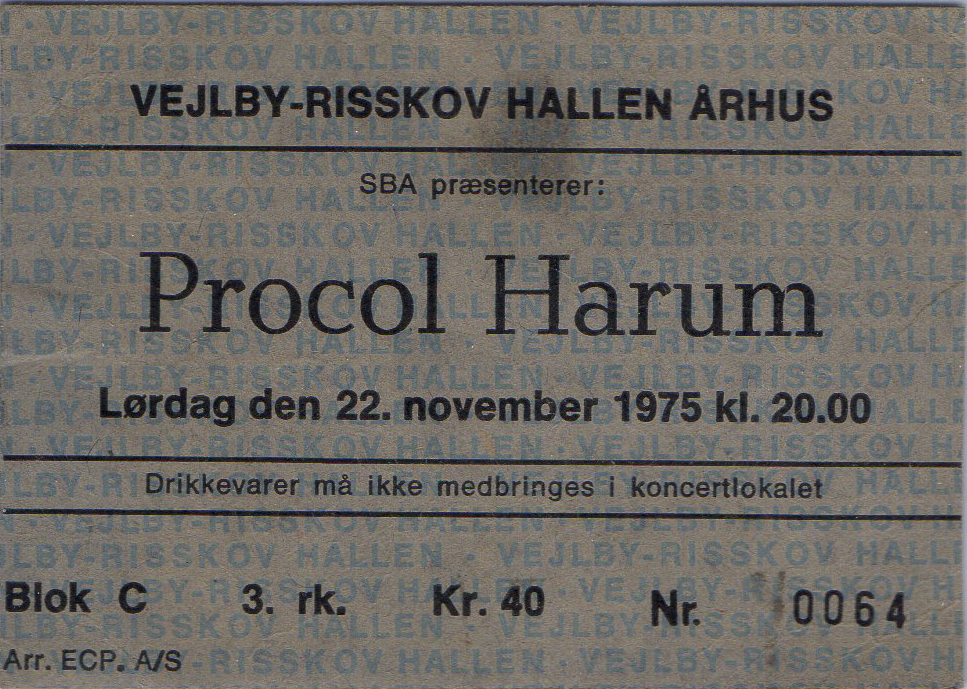 VEJLBY-RISSKOV HALLEN ÅRHUS
SBA præsenterer:
Procol Harum
Lørdag den 22. november 1975 kl. 20.00
Drikkevarer må ikke medbringes i koncertlokalet
Blok C 3. rk. Kr. 40 Nr. 0064
Arr. ECP. A/S